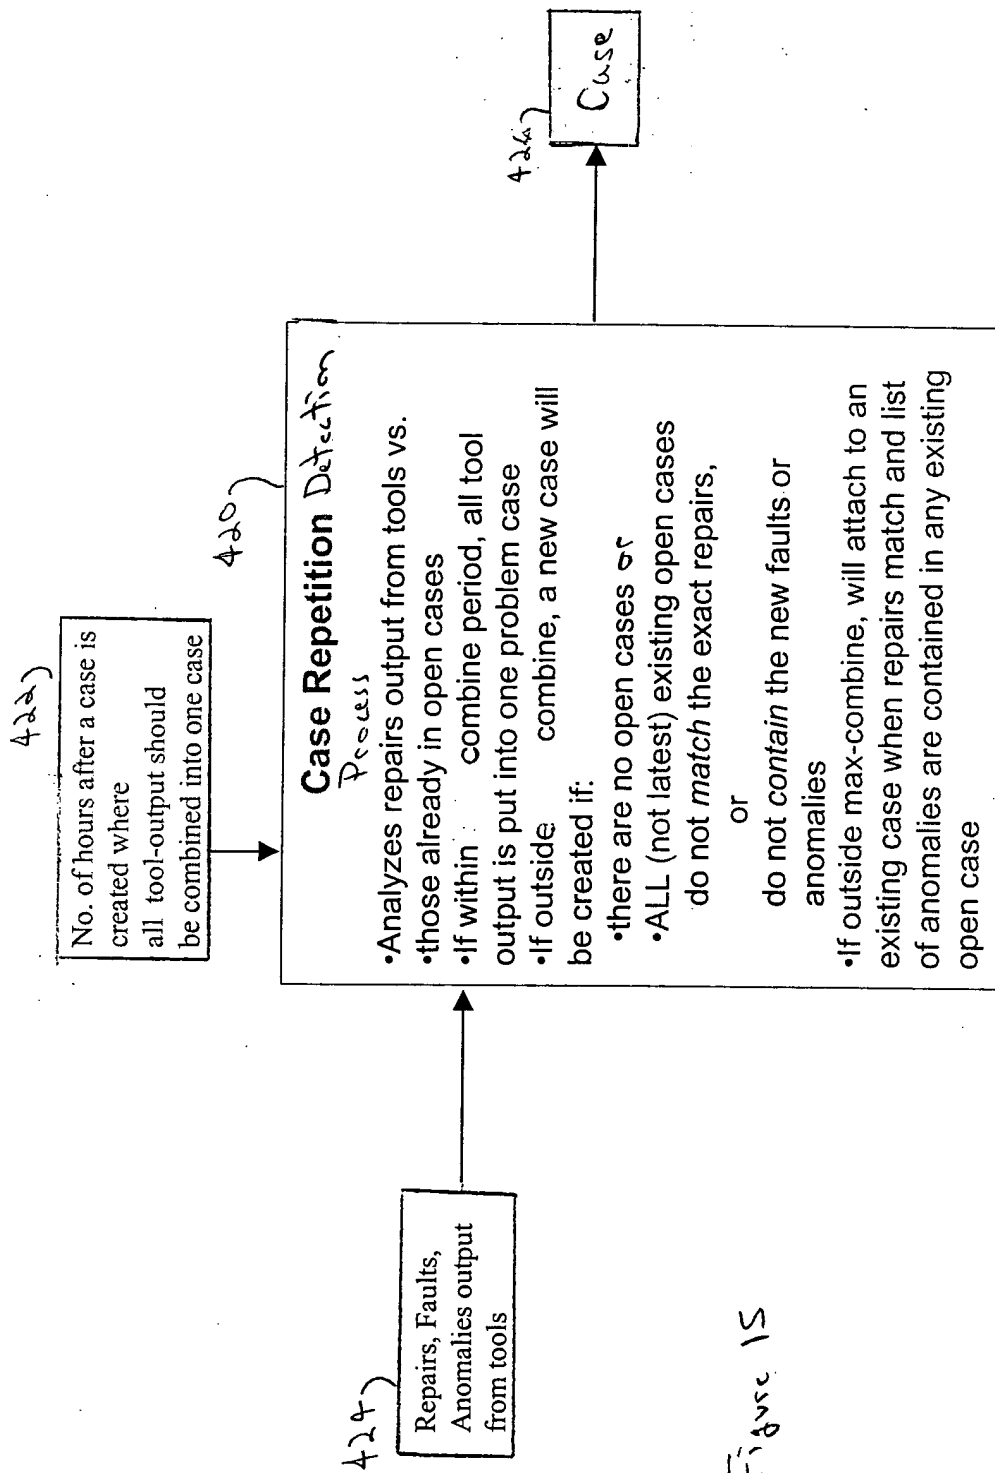 422
No. of hours after a case is
created where
all tool-output should
be combined into one case
420
Case Repetition Detection
Process
•Analyzes repairs output from tools vs.
•those already in open cases
•If within combine period, all tool
output is put into one problem case
•If outside combine, a new case will
be created if:
•there are no open cases or
•ALL (not latest) existing open cases
do not match the exact repairs,
or
do not contain the new faults or
anomalies
•If outside max-combine, will attach to an
existing case when repairs match and list
of anomalies are contained in any existing
open case
424
Repairs, Faults,
Anomalies output
from tools
426
Case
Figure 15